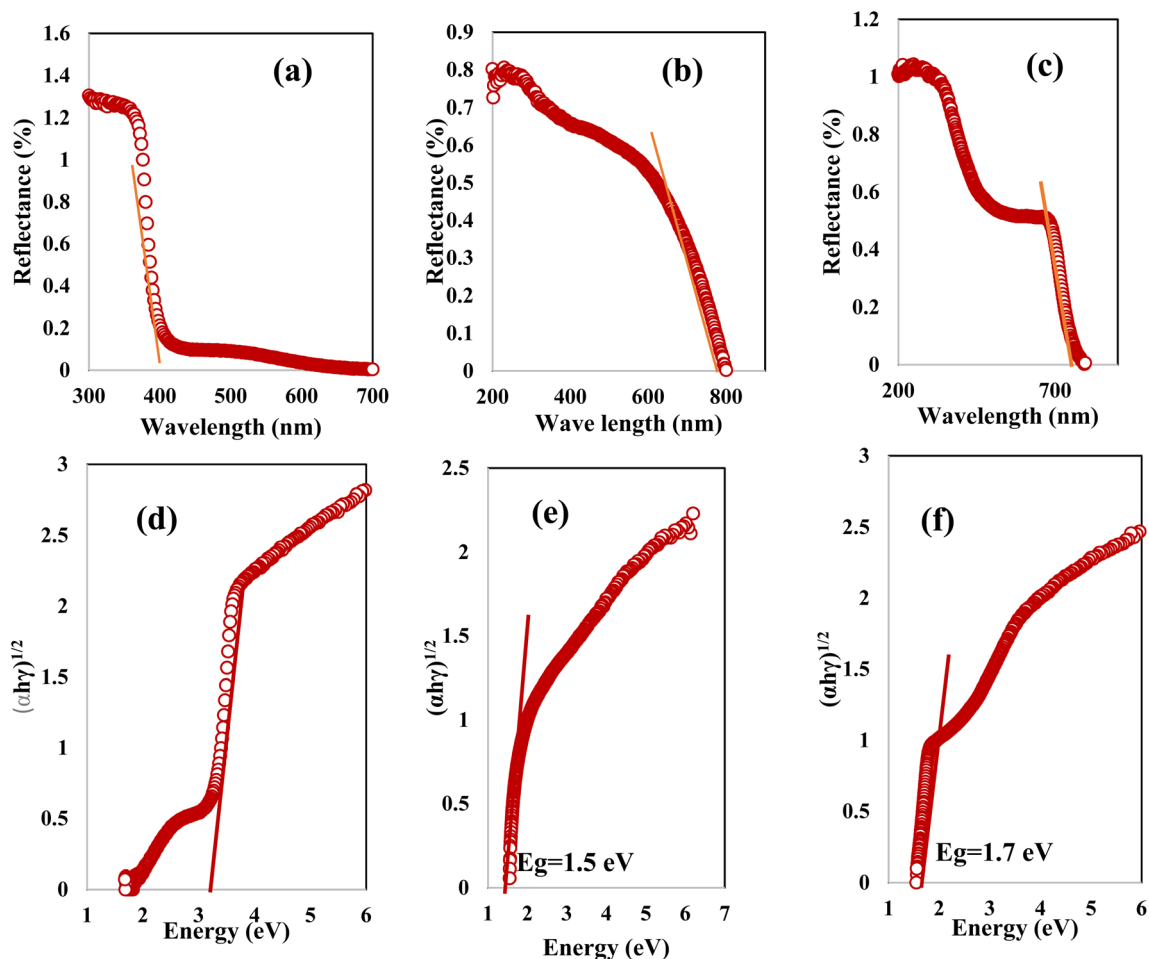 (a)
Reflectance (%)
1.6
1.4
1.2
1
0.8
0.6
0.4
0.2
0
300 400 500 600 700
Wavelength (nm)
(b)
Reflectance (%)
0.9
0.8
0.7
0.6
0.5
0.4
0.3
0.2
0.1
0
200 400 600 800
Wave length (nm)
(c)
Reflectance (%)
1.2
1
0.8
0.6
0.4
0.2
0
200 700
Wavelength (nm)
(d)
(αhγ)1/2
3
2.5
2
1.5
1
0.5
0
1 2 3 4 5 6
Energy (eV)
(e)
(αhγ)1/2
2.5
2
1.5
1
0.5
0
Eg=1.5 eV
1 2 3 4 5 6 7
Energy (eV)
(f)
(αhγ)1/2
3
2.5
2
1.5
1
0.5
0
Eg=1.7 eV
1 2 3 4 5 6
Energy (eV)